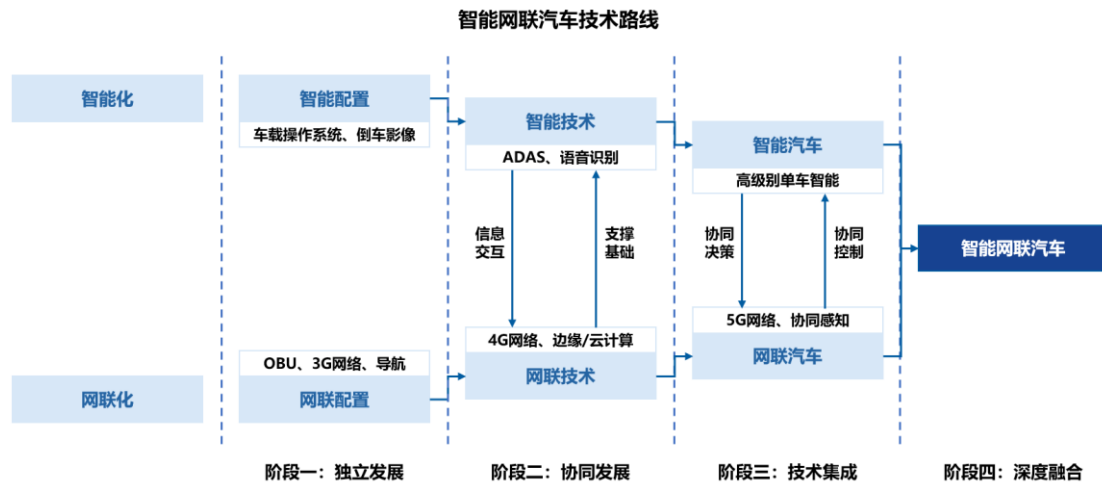 智能网联汽车技术路线
智能化
智能配置
车载操作系统、倒车影像
智能技术
ADAS、语音识别
智能汽车
高级别单车智能
信息
交互
支撑
基础
协同
决策
协同
控制
智能网联汽车
OBU、3G网络、导航
网联配置
4G网络、边缘/云计算
网联技术
5G网络、协同感知
网联汽车
网联化
阶段一：独立发展
阶段二：协同发展
阶段三：技术集成
阶段四：深度融合